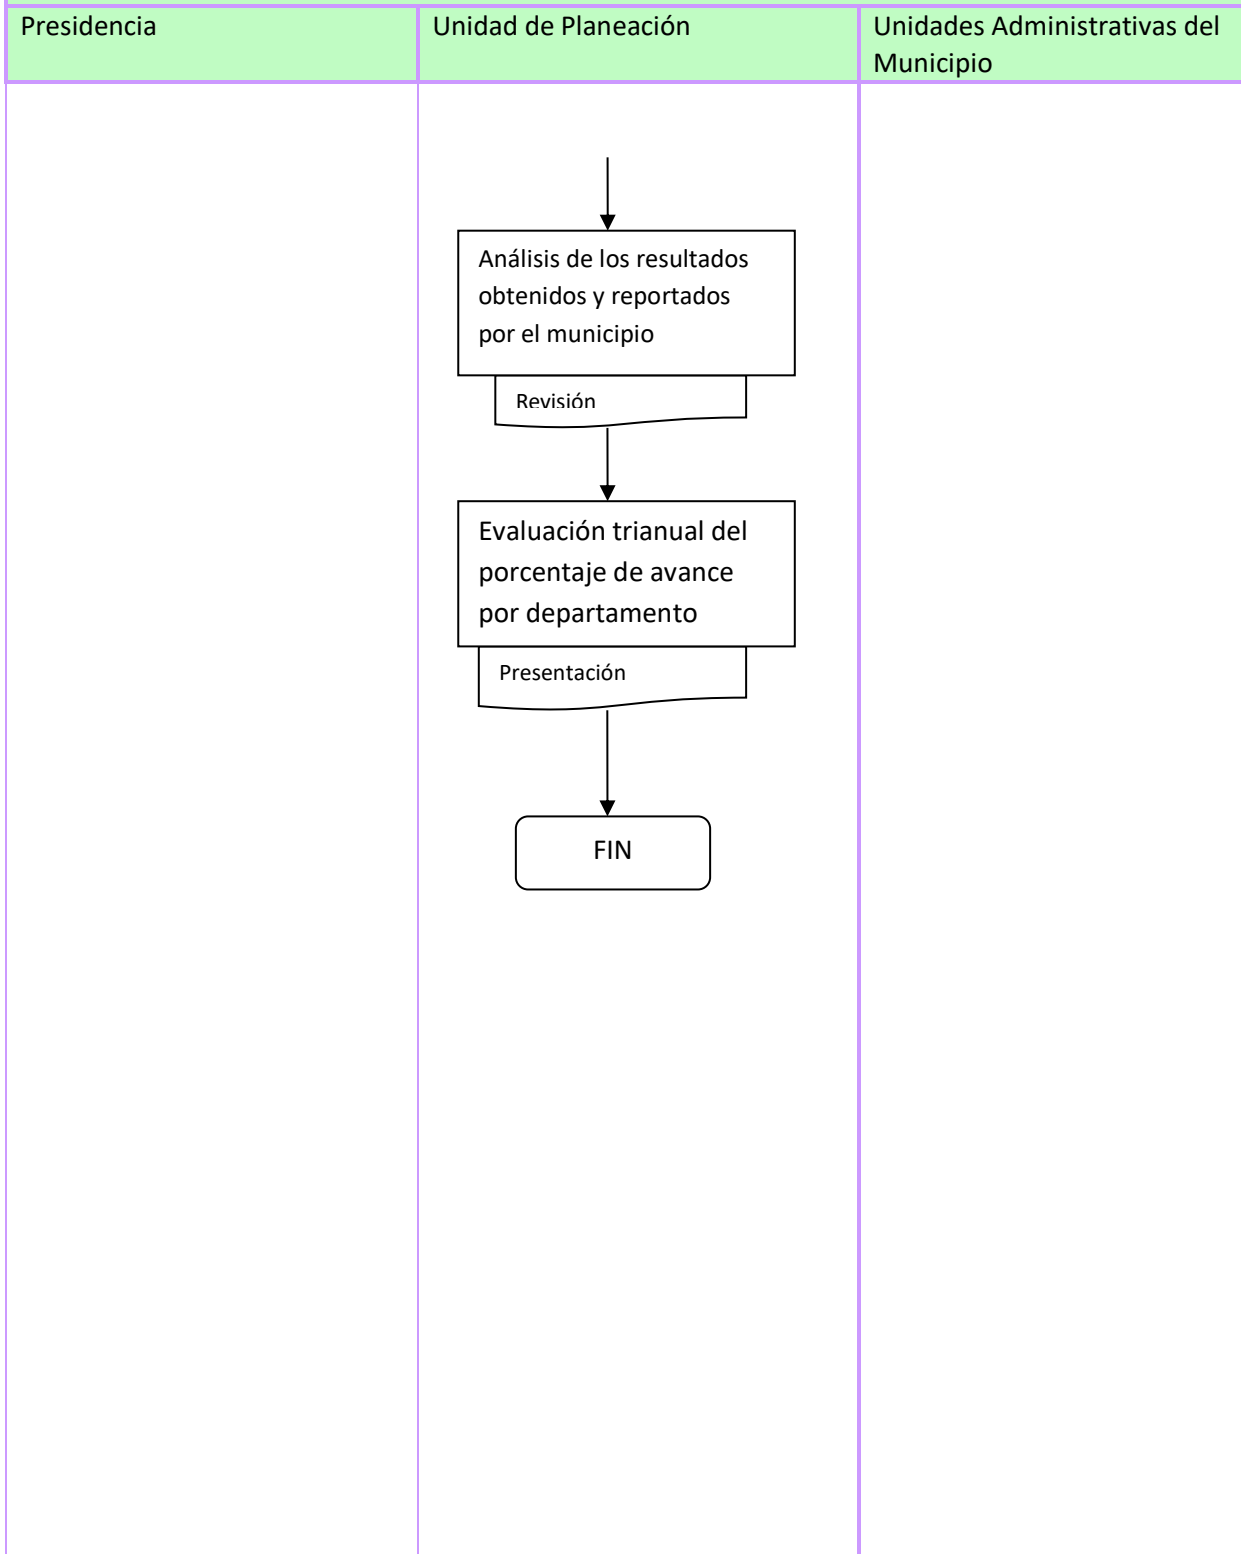 Presidencia
Unidad de Planeación
Unidades Administrativas del
Municipio
Análisis de los resultados
obtenidos y reportados
por el municipio
Revisión
Evaluación trianual del
porcentaje de avance
por departamento
Presentación
FIN